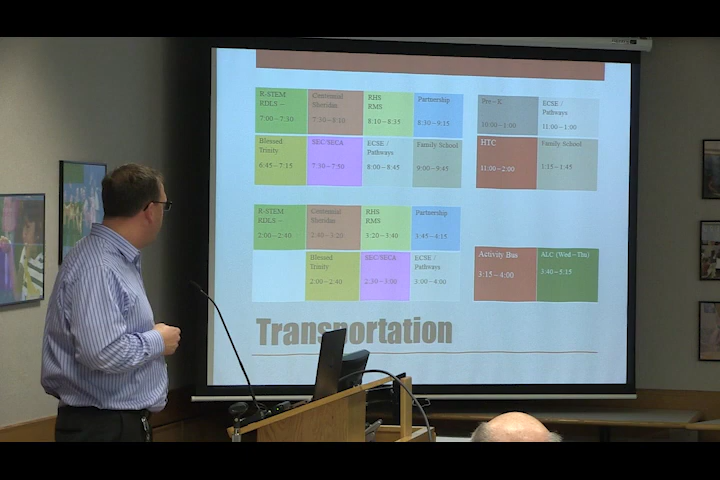 R-STEM
RDLS –
7:00 – 7:30
Centennial
Sheridan
7:30 – 8:10
RHS
RMS
8:10 – 8:35
Partnership
8:30 – 9:15
Pre – K
10:00 – 1:00
ECSE /
Pathways
11:00 – 1:00
Blessed
Trinity
6:45 – 7:15
SEC/SECA
7:30 – 7:50
ECSE /
Pathways
8:00 – 8:45
Family School
9:00 – 9:45
HTC
11:00 – 2:00
Family School
1:35 – 1:45
R-STEM
RDLS –
2:00 – 2:40
Centennial
Sheridan
2:40 – 3:20
RHS
RMS
3:20 – 3:40
Partnership
3:45 – 4:15
Blessed
Trinity
2:00 – 2:40
SEC/SECA
2:30 – 3:00
ECSE /
Pathways
3:00 – 4:00
Activity Bus
3:15 – 4:00
ALC (Wed – Thu)
3:40 – 5:15
Transportation